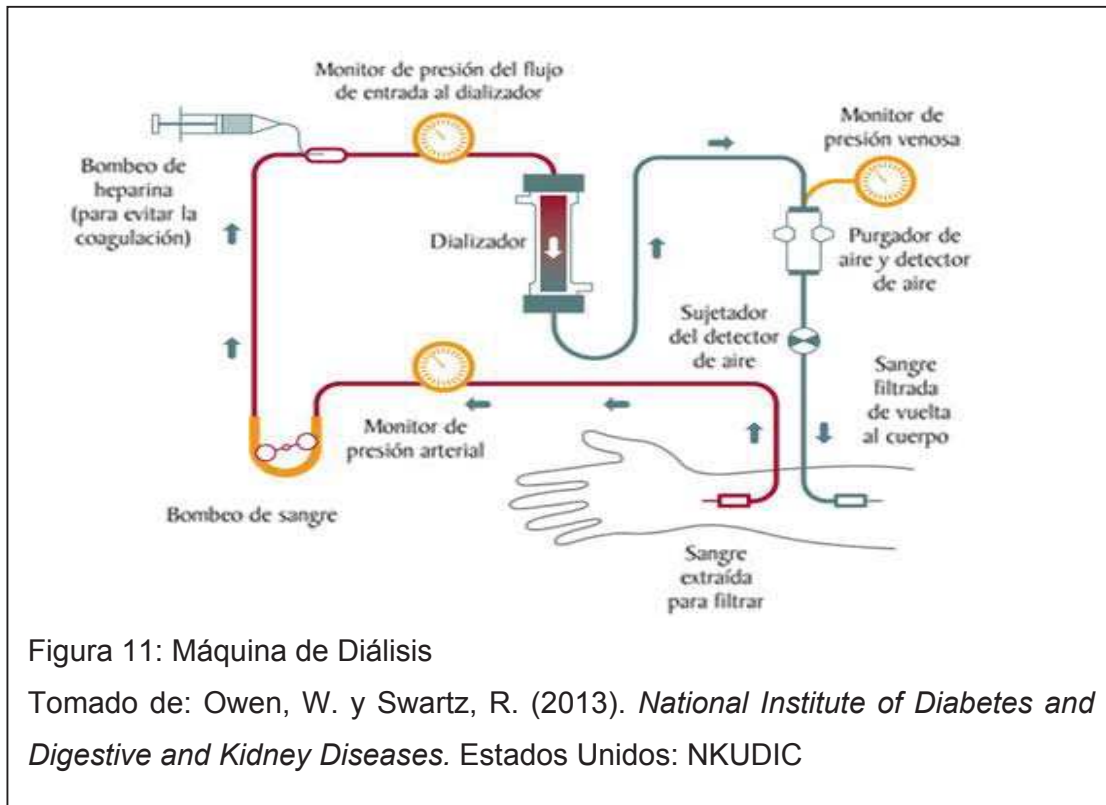 Monitor de presión del flujo
de entrada al dializador
Monitor de
presión venosa
Bombeo de
heparina
(para evitar la
coagulación)
Dializador
Purgador de
aire y detector
de aire
Sujetador
del detector
de aire
Sangre
filtrada
de vuelta
al cuerpo
Monitor de
presión arterial
Bombeo de sangre
Sangre
extraída
para filtrar
Figura 11: Máquina de Diálisis
Tomado de: Owen, W. y Swartz, R. (2013). National Institute of Diabetes and
Digestive and Kidney Diseases. Estados Unidos: NKUDIC